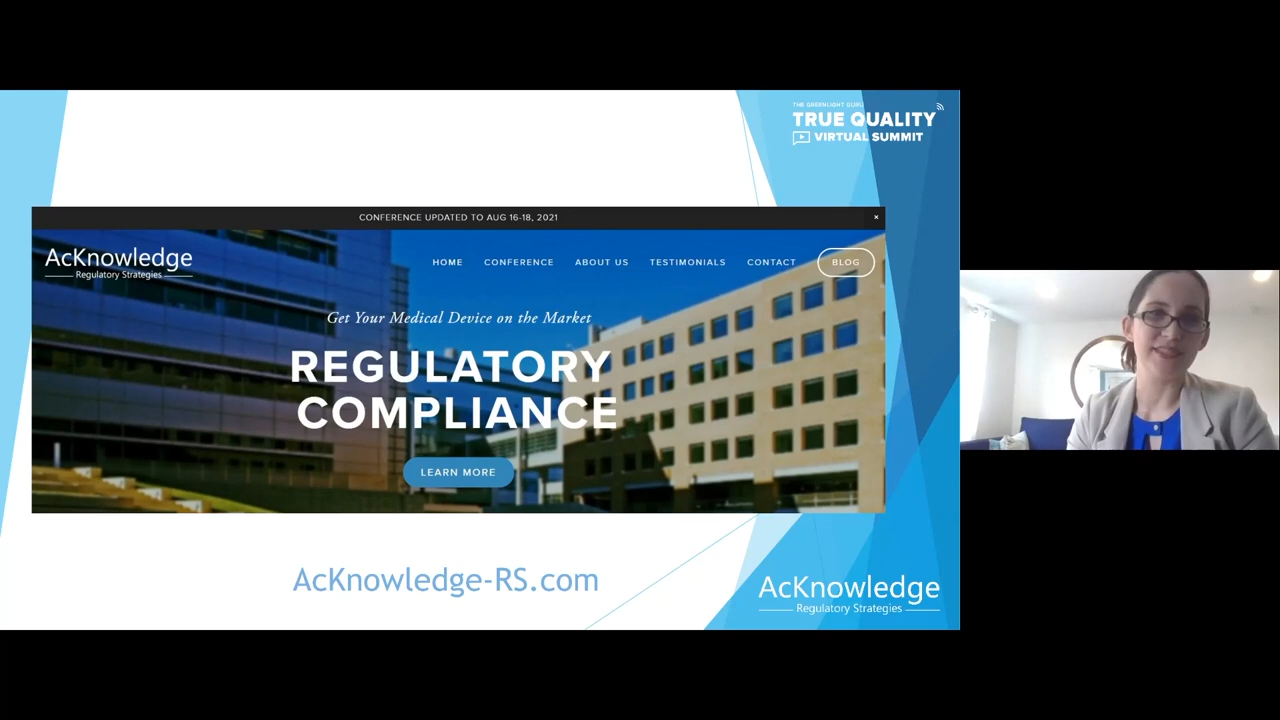 THE GREENLIGHT GURU
TRUE QUALITY
VIRTUAL SUMMIT
CONFERENCE UPDATED TO AUG 16-18, 2021
×
AcKnowledge
Regulatory Strategies
HOME CONFERENCE ABOUT US TESTIMONIALS CONTACT BLOG
Get Your Medical Device on the Market
REGULATORY
COMPLIANCE
LEARN MORE
AcKnowledge-RS.com
AcKnowledge
Regulatory Strategies